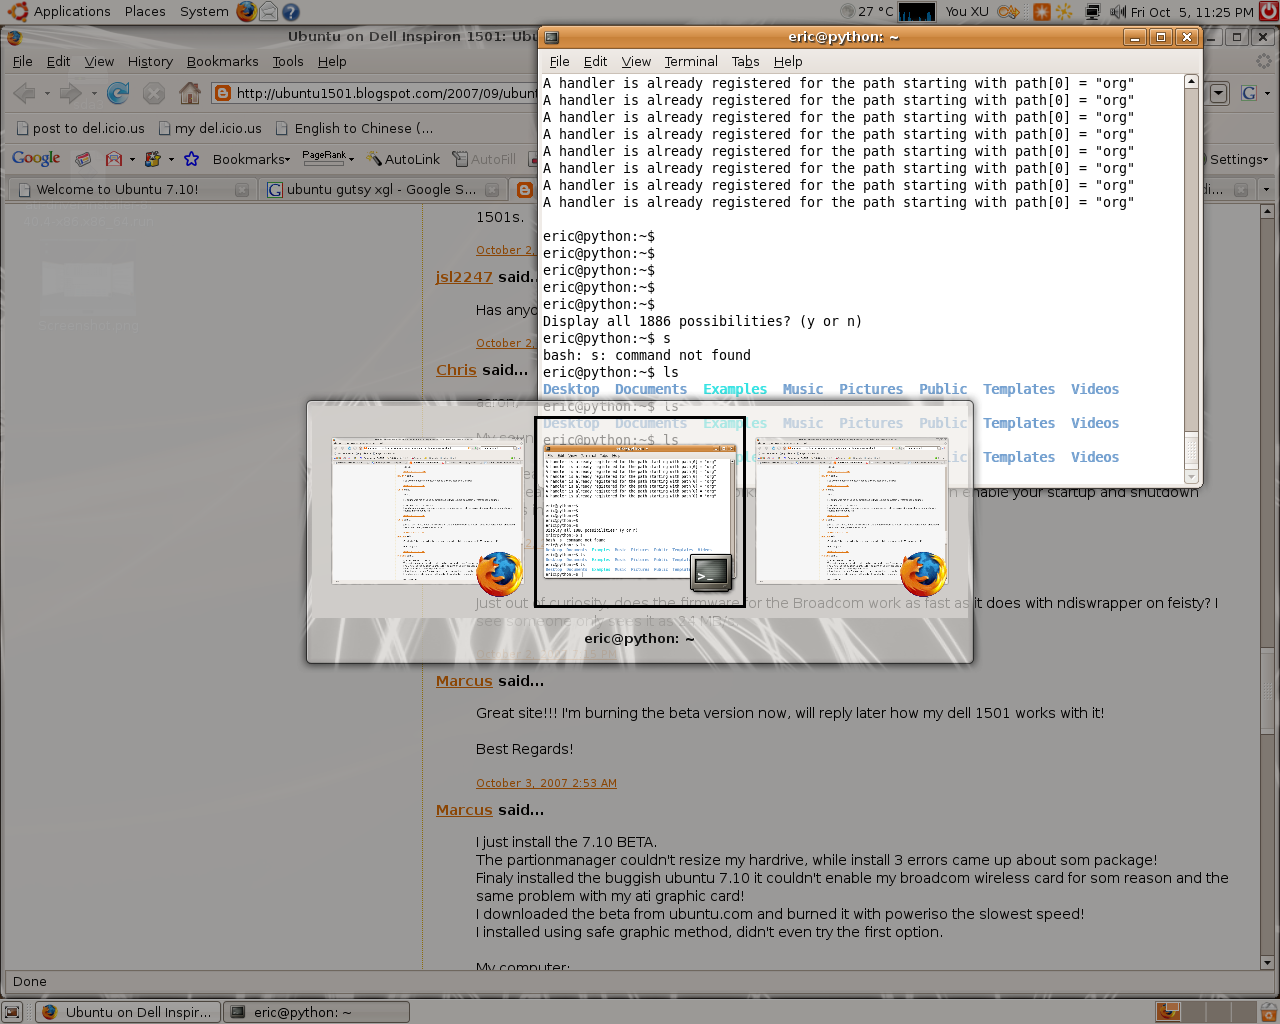 Applications Places System 27 °C You XU Fri Oct 5, 11:25 PM
Ubuntu on Dell Inspiron 1501:
File Edit View History Bookmarks Tools Help
http://ubuntu1501.blogspot.com/2007/09/ubunt
post to del.icio.us my del.icio.us English to Chinese (...
Google Bookmarks PageRank AutoLink AutoFill Settings
Welcome to Ubuntu 7.10! ubuntu gutsy xgl - Google S...
eric@python: ~
File Edit View Terminal Tabs Help
A handler is already registered for the path starting with path[0] = "org"
A handler is already registered for the path starting with path[0] = "org"
A handler is already registered for the path starting with path[0] = "org"
A handler is already registered for the path starting with path[0] = "org"
A handler is already registered for the path starting with path[0] = "org"
A handler is already registered for the path starting with path[0] = "org"
A handler is already registered for the path starting with path[0] = "org"
A handler is already registered for the path starting with path[0] = "org"
eric@python:~$
eric@python:~$
eric@python:~$
eric@python:~$
eric@python:~$
Display all 1886 possibilities? (y or n)
eric@python:~$ s
bash: s: command not found
eric@python:~$ ls
Desktop Documents Examples Music Pictures Public Templates Videos
eric@python:~$ ls
Desktop Documents Examples Music Pictures Public Templates Videos
eric@python:~$ ls
Templates Videos
1501s.
October 2,
jsl2247 said...
Has anyo
October 2,
Chris said...
aaron,
enable your startup and shutdown
Just out of curiosity, does the firmware for the Broadcom work as fast as it does with ndiswrapper on feisty? I
see someone only sees it as 24 MB/s
eric@python: ~
Marcus said...
Great site!!! I'm burning the beta version now, will reply later how my dell 1501 works with it!
Best Regards!
October 3, 2007 2:53 AM
Marcus said...
I just install the 7.10 BETA.
The partionmanager couldn't resize my hardrive, while install 3 errors came up about som package!
Finaly installed the buggish ubuntu 7.10 it couldn't enable my broadcom wireless card for som reason and the
same problem with my ati graphic card!
I downloaded the beta from ubuntu.com and burned it with poweriso the slowest speed!
I installed using safe graphic method, didn't even try the first option.
My computer:
Screenshot.png
Done
Ubuntu on Dell Inspir... eric@python: ~